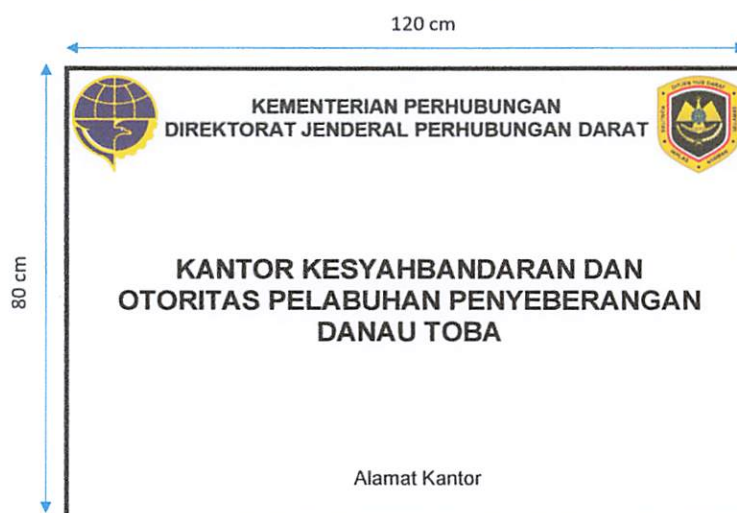 120 cm
80 cm
KEMENTERIAN PERHUBUNGAN
DIREKTORAT JENDERAL PERHUBUNGAN DARAT
KANTOR KESYAHBANDARAN DAN
OTORITAS PELABUHAN PENYEBERANGAN
DANAU TOBA
Alamat Kantor